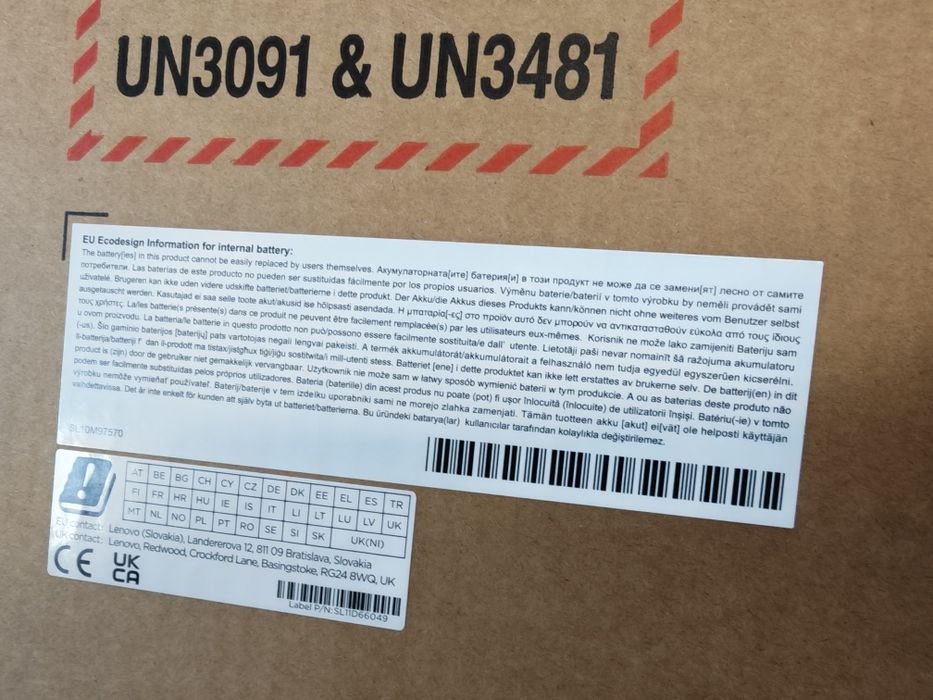 UN3091 & UN3481
EU Ecodesign Information for internal battery:
The battery[ies] in this product cannot be easily replaced by users themselves. Акумулаторната[ите] батерия[и] в този продукт не може да се замени[ят] лесно от самите
потребители. Las baterías de este producto no pueden ser sustituidas fácilmente por los propios usuarios. Výměnu baterie/baterií v tomto výrobku by neměli provádět sami
uživatelé. Brugeren kan ikke uden videre udskifte batteriet/batterierne i dette produkt. Der Akku/die Akkus dieses Produkts kann/können nicht ohne weiteres vom Benutzer selbst
ausgetauscht werden. Kasutajad ei saa selle toote akut/akusid ise hõlpsasti asendada. Η μπαταρία[-ες] στο προϊόν αυτό δεν μπορούν να αντικατασταθούν εύκολα από τους ίδιους
τους χρήστες. La/les batterie(s présente(s) dans ce produit ne peuvent être facilement remplacée(s) par les utilisateurs eux-mêmes. Korisnik ne može lako zamijeniti Bateriju sam
u ovom proizvodu. La batteria/le batterie in questo prodotto non può/possono essere facilmente sostituita/e dall' utente. Lietotāji paši nevar nomainīt šā ražojuma akumulatoru
(-us). Šio gaminio baterijos [baterijų] pats vartotojas negali lengvai pakeisti. A termék akkumulátorát/akkumulátorait a felhasználó nem tudja egyedül egyszerűen kicserélni.
Il-batterija/batteriji f' dan il-prodott ma tistax/jistgħux tiġi/jiġu sostitwita/i mill-utenti stess. Batteriet [ene] i dette produktet kan ikke lett erstattes av brukerne selv. De batterij(en) in dit
product is (zijn) door de gebruiker niet gemakkelijk vervangbaar. Użytkownik nie może sam w łatwy sposób wymienić baterii w tym produkcie. A ou as baterias deste produto não
podem ser facilmente substituídas pelos próprios utilizadores. Bateria (bateriile) din acest produs nu poate (pot) fi ușor înlocuită (înlocuite) de utilizatorii înșiși. Batériu(-ie) v tomto
výrobku nemôže vymieňať používateľ. Baterij/baterije v tem izdelku uporabniki sami ne morejo zlahka zamenjati. Tämän tuotteen akku [akut] ei[vät] ole helposti käyttäjän
vaihdettavissa. Det är inte enkelt för kunden att själv byta ut batteriet/batterierna. Bu üründeki batarya(lar) kullanıcılar tarafından kolaylıkla değiştirilemez.
SL10M97570
AT BE BG CH CY CZ DE DK EE EL ES TR
FI FR HR HU IE IS IT LI LT LU LV UK
MT NL NO PL PT RO SE SI SK UK(NI)
EU contact: Lenovo (Slovakia), Landererova 12, 811 09 Bratislava, Slovakia
UK contact: Lenovo, Redwood, Crockford Lane, Basingstoke, RG24 8WQ, UK
CE UK
CA
Label P/N:SL11D66049